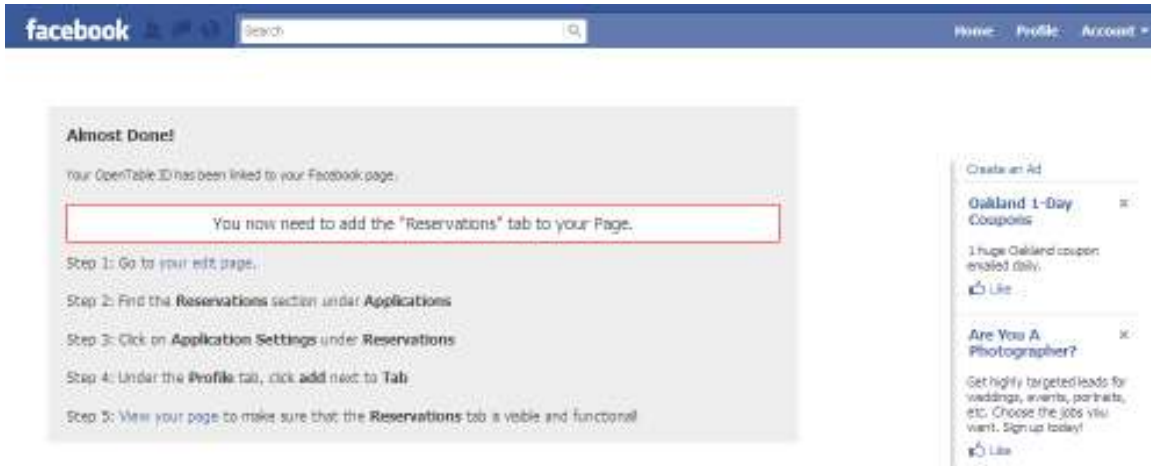 facebook
Search
Home Profile Account
Almost Done!
Your OpenTable ID has been linked to your Facebook page.
You now need to add the "Reservations" tab to your Page.
Step 1: Go to your edit page.
Step 2: Find the Reservations section under Applications
Step 3: Click on Application Settings under Reservations
Step 4: Under the Profile tab, click add next to Tab
Step 5: View your page to make sure that the Reservations tab is visible and functional
Create an Ad
Oakland 1-Day
Coupons
1 huge Oakland coupon
emailed daily.
Like
Are You A
Photographer?
Get highly targeted leads for
weddings, events, portraits,
etc. Choose the jobs you
want. Sign up today!
Like